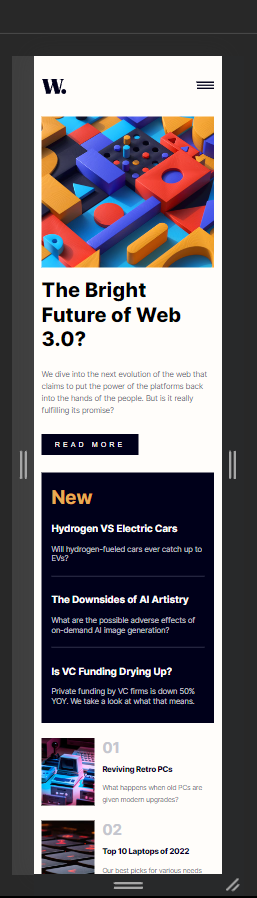 W.
The Bright
Future of Web
3.0?
We dive into the next evolution of the web that
claims to put the power of the platforms back
into the hands of the people. But is it really
fulfilling its promise?
READ MORE
New
Hydrogen VS Electric Cars
Will hydrogen-fueled cars ever catch up to
EVs?
The Downsides of AI Artistry
What are the possible adverse effects of
on-demand AI image generation?
Is VC Funding Drying Up?
Private funding by VC firms is down 50%
YOY. We take a look at what that means.
01
Reviving Retro PCs
What happens when old PCs are
given modern upgrades?
02
Top 10 Laptops of 2022
Our best picks for various needs